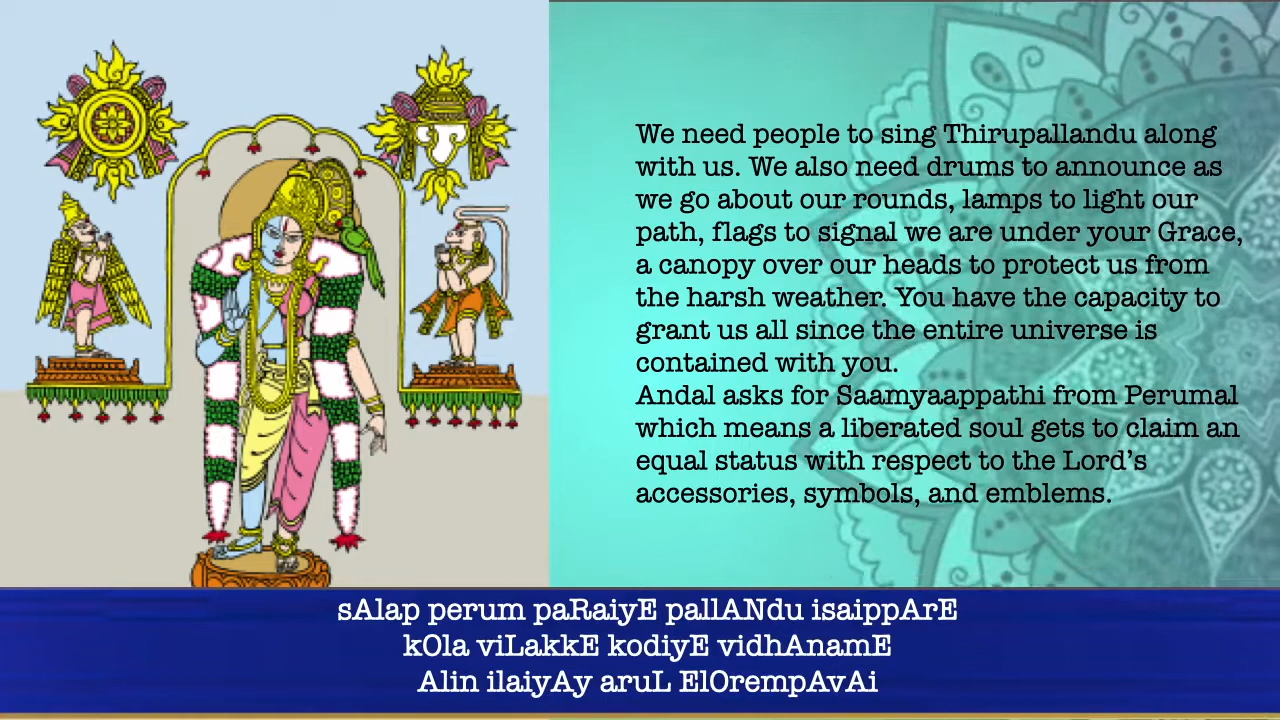 We need people to sing Thirupallandu along
with us. We also need drums to announce as
we go about our rounds, lamps to light our
path, flags to signal we are under your Grace,
a canopy over our heads to protect us from
the harsh weather. You have the capacity to
grant us all since the entire universe is
contained with you.
Andal asks for Saamyaappathi from Perumal
which means a liberated soul gets to claim an
equal status with respect to the Lord’s
accessories, symbols, and emblems.
sAlap perum paRaiyE pallANdu isaippArE
kOla viLakkE kodiyE vidhAnamE
Alin ilaiyAy aruL ElOrempAvAi